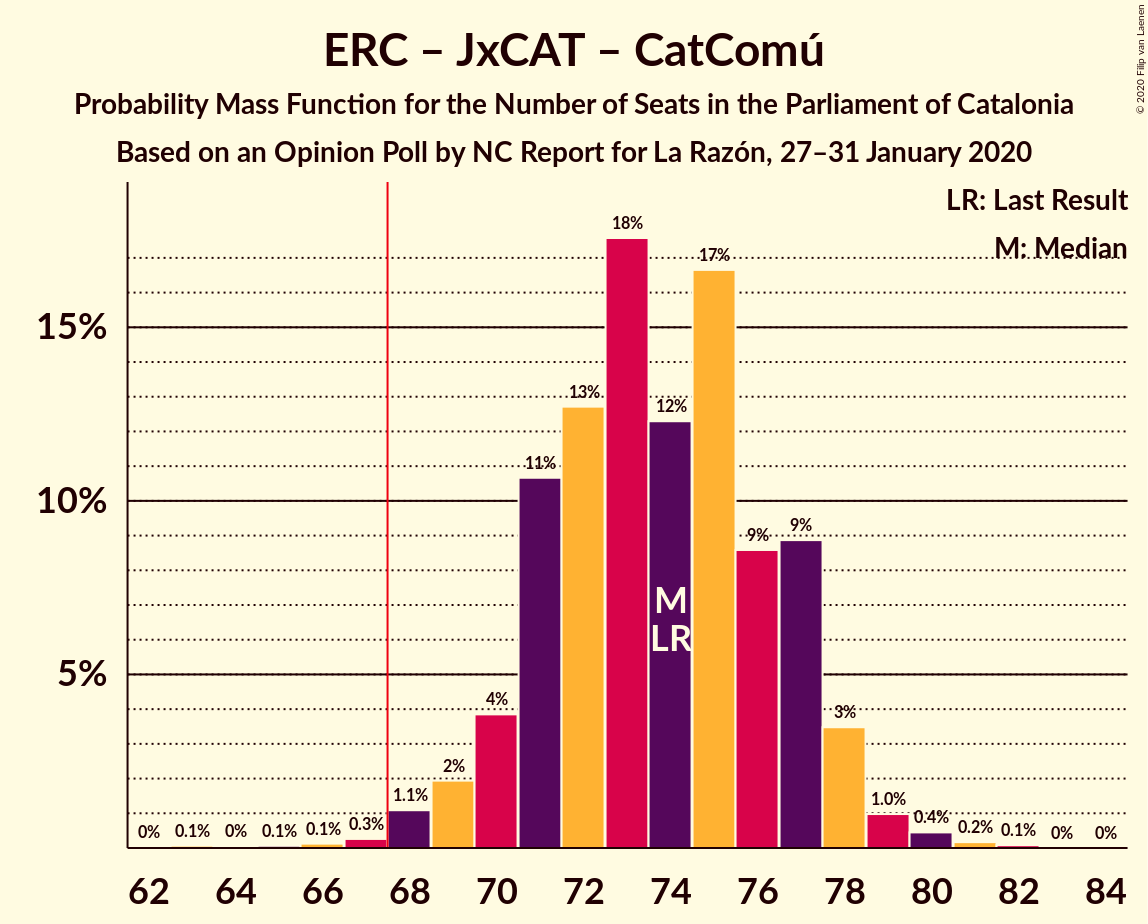 ERC – JxCAT – CatComú
Probability Mass Function for the Number of Seats in the Parliament of Catalonia
Based on an Opinion Poll by NC Report for La Razón, 27–31 January 2020
© 2020 Filip van Laenen
LR: Last Result
M: Median
15%
10%
5%
0%
0.1%
0%
0.1%
0.1%
0.3%
1.1%
2%
4%
11%
13%
18%
12%
17%
9%
9%
3%
1.0%
0.4%
0.2%
0.1%
0%
0%
M
LR
62 64 66 68 70 72 74 76 78 80 82 84